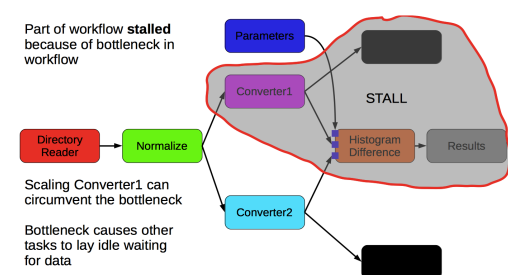 Part of workflow stalled
because of bottleneck in
workflow
Parameters
Converter1
STALL
Directory
Reader
Normalize
Histogram
Difference
Results
Scaling Converter1 can
circumvent the bottleneck
Converter2
Bottleneck causes other
tasks to lay idle waiting
for data